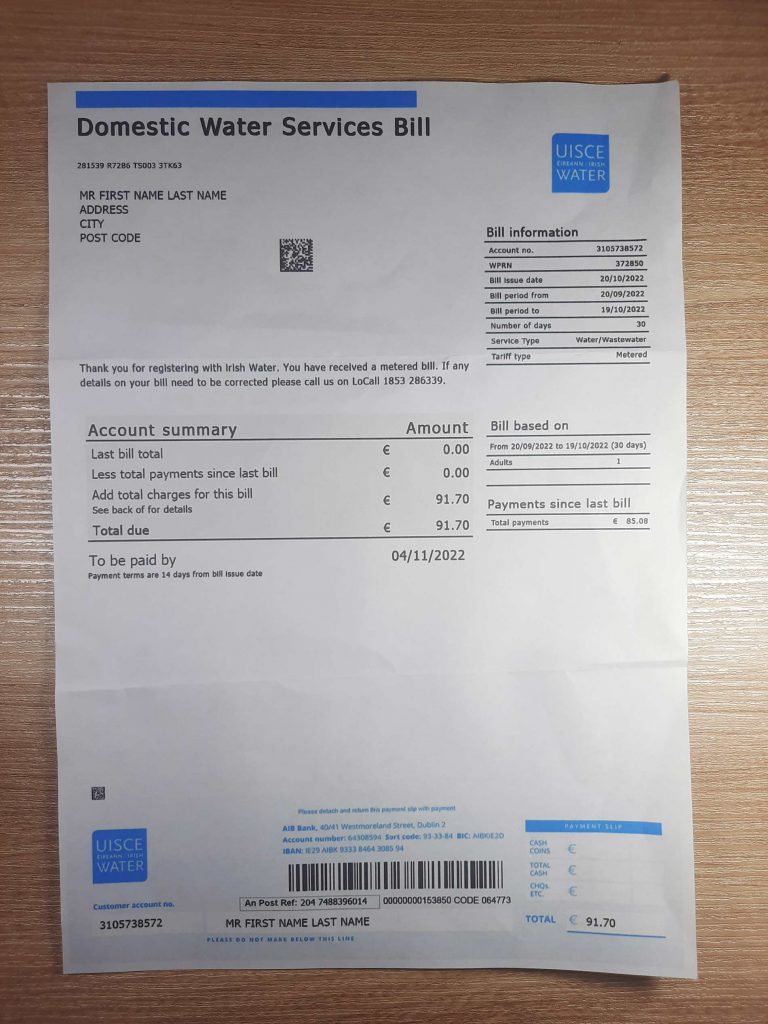 Domestic Water Services Bill
281539 R72B6 TS003 3TK63
UISCE
ÉIREANN : IRISH
WATER
MR FIRST NAME LAST NAME
ADDRESS
CITY
POST CODE
Bill information
Account no. 3105738572
WPRN 372850
Bill issue date 20/10/2022
Bill period from 20/09/2022
Bill period to 19/10/2022
Number of days 30
Service Type Water/Wastewater
Tariff type Metered
Thank you for registering with Irish Water. You have received a metered bill. If any
details on your bill need to be corrected please call us on LoCall 1853 286339.
Account summary Amount
Last bill total € 0.00
Less total payments since last bill € 0.00
Add total charges for this bill € 91.70
See back of for details
Total due € 91.70
To be paid by 04/11/2022
Payment terms are 14 days from bill issue date
Bill based on
From 20/09/2022 to 19/10/2022 (30 days)
Adults 1
Payments since last bill
Total payments € 85.08
Please detach and return this payment slip with payment
UISCE
ÉIREANN : IRISH
WATER
AIB Bank, 40/41 Westmoreland Street, Dublin 2
Account number: 64308594 Sort code: 93-33-84 BIC: AIBKIE2D
IBAN: IE29 AIBK 9333 8464 3085 94
PAYMENT SLIP
CASH
COINS €
TOTAL
CASH €
CHQS.
ETC. €
TOTAL € 91.70
An Post Ref: 204 7488396014 00000000153850 CODE 064773
Customer account no.
3105738572
MR FIRST NAME LAST NAME
PLEASE DO NOT MARK BELOW THIS LINE